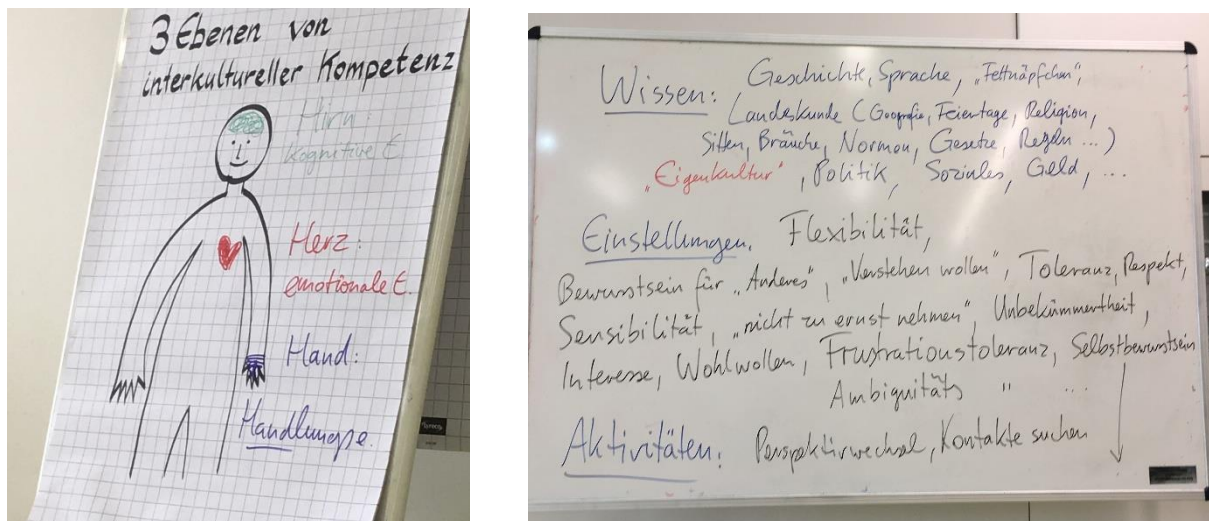 3 Ebenen von
interkultureller Kompetenz
Hirn
kognitive E.
Herz:
emotionale E.
Hand:
Handlungse.
Wissen: Geschichte, Sprache, „Fettnäpfchen",
Landeskunde (Geografie, Feiertage, Religion,
Sitten, Bräuche, Normen, Gesetze, Regeln ...)
„Eigenkultur", Politik, Soziales, Geld, ...
Einstellungen. Flexibilität,
Bewusstsein für „Anderes", „Verstehen wollen", Toleranz, Respekt,
Sensibilität, „nicht zu ernst nehmen", Unbekümmertheit,
Interesse, Wohlwollen, Frustrationstoleranz, Selbstbewusstsein
Ambiguitäts " ...
Aktivitäten: Perspektivwechsel, Kontakte suchen